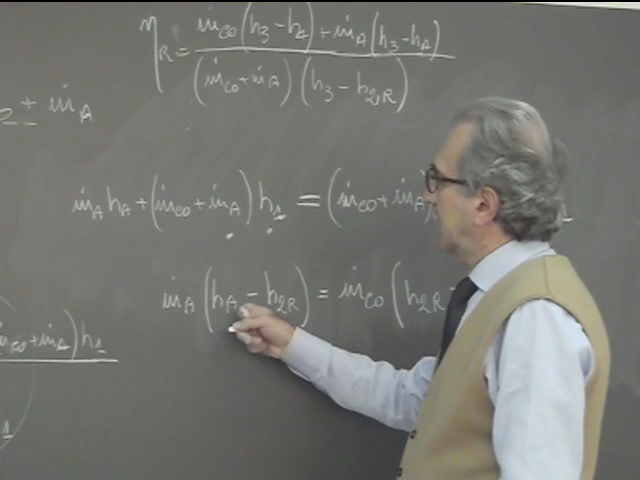 η_R = (ṁ_CO(h_3 − h_4) + ṁ_A(h_3 − h_A)) / ((ṁ_CO + ṁ_A)(h_3 − h_2R))
+ ṁ_A
ṁ_A h_A + (ṁ_CO + ṁ_A) h_1 = (ṁ_CO + ṁ_A
ṁ_A (h_A − h_2R) = ṁ_CO (h_2R
ṁ_CO + ṁ_A) h_1
1